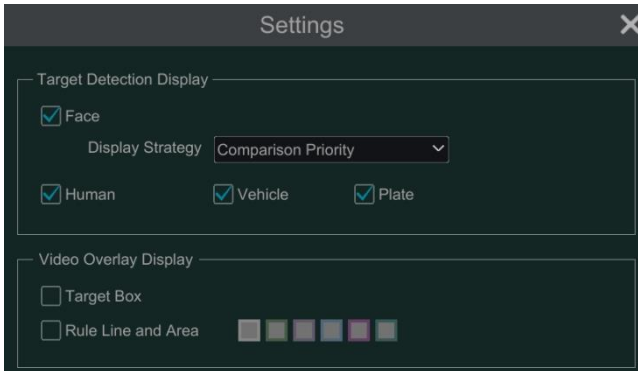 Settings
Target Detection Display
Face
Display Strategy Comparison Priority
Human Vehicle Plate
Video Overlay Display
Target Box
Rule Line and Area